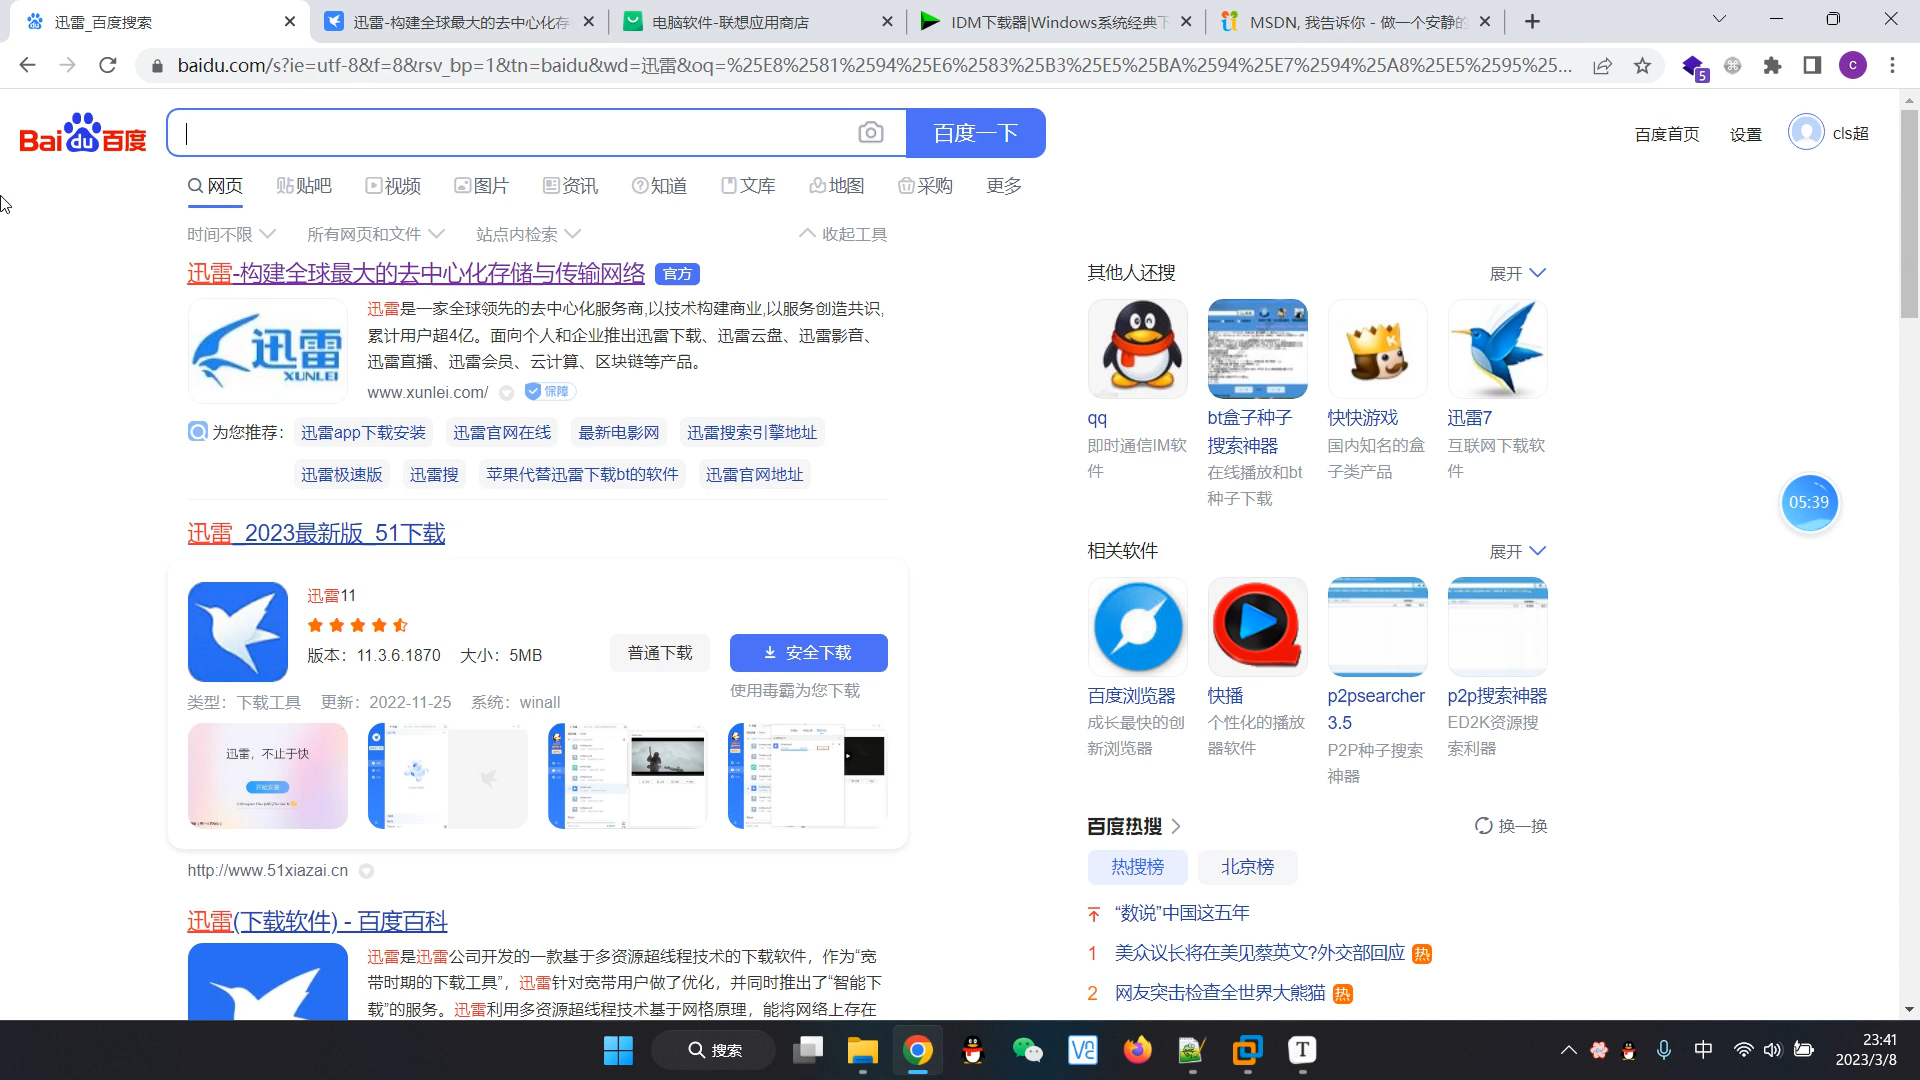 迅雷_百度搜索
迅雷-构建全球最大的去中心化存
电脑软件-联想应用商店
IDM下载器|Windows系统经典下
MSDN, 我告诉你 - 做一个安静的
baidu.com/s?ie=utf-8&f=8&rsv_bp=1&tn=baidu&wd=迅雷&oq=%25E8%2581%2594%25E6%2583%25B3%25E5%25BA%2594%25E7%2594%25A8%25E5%2595%25...
5
c
Bai du 百度
百度一下
百度首页
设置
cls超
网页
贴吧
视频
图片
资讯
知道
文库
地图
采购
更多
时间不限
所有网页和文件
站点内检索
收起工具
迅雷-构建全球最大的去中心化存储与传输网络 官方
迅雷 XUNLEI
迅雷是一家全球领先的去中心化服务商,以技术构建商业,以服务创造共识,
累计用户超4亿。面向个人和企业推出迅雷下载、迅雷云盘、迅雷影音、
迅雷直播、迅雷会员、云计算、区块链等产品。
www.xunlei.com/ 保障
为您推荐: 迅雷app下载安装 迅雷官网在线 最新电影网 迅雷搜索引擎地址
迅雷极速版 迅雷搜 苹果代替迅雷下载bt的软件 迅雷官网地址
迅雷_2023最新版_51下载
迅雷11
版本: 11.3.6.1870 大小: 5MB
普通下载
安全下载
使用毒霸为您下载
类型: 下载工具 更新: 2022-11-25 系统: winall
迅雷，不止于快
http://www.51xiazai.cn
迅雷(下载软件) - 百度百科
迅雷是迅雷公司开发的一款基于多资源超线程技术的下载软件，作为“宽
带时期的下载工具”，迅雷针对宽带用户做了优化，并同时推出了“智能下
载”的服务。迅雷利用多资源超线程技术基于网格原理，能将网络上存在
其他人还搜
展开
qq
即时通信IM软
件
bt盒子种子
搜索神器
在线播放和bt
种子下载
快快游戏
国内知名的盒
子类产品
迅雷7
互联网下载软
件
相关软件
展开
百度浏览器
成长最快的创
新浏览器
快播
个性化的播放
器软件
p2psearcher
3.5
P2P种子搜索
神器
p2p搜索神器
ED2K资源搜
索利器
百度热搜
换一换
热搜榜
北京榜
“数说”中国这五年
1 美众议长将在美见蔡英文?外交部回应 热
2 网友突击检查全世界大熊猫 热
05:39
搜索
中
23:41
2023/3/8